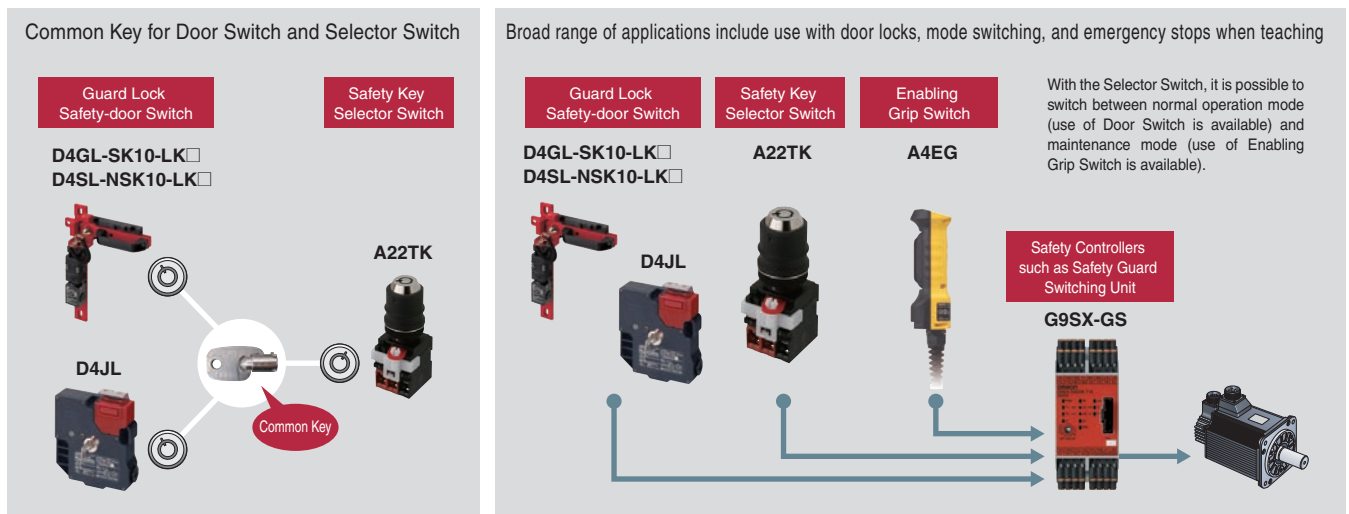 Common Key for Door Switch and Selector Switch
Guard Lock
Safety-door Switch
Safety Key
Selector Switch
D4GL-SK10-LK□
D4SL-NSK10-LK□
A22TK
D4JL
Common Key
Broad range of applications include use with door locks, mode switching, and emergency stops when teaching
Guard Lock
Safety-door Switch
Safety Key
Selector Switch
Enabling
Grip Switch
With the Selector Switch, it is possible to
switch between normal operation mode
(use of Door Switch is available) and
maintenance mode (use of Enabling
Grip Switch is available).
D4GL-SK10-LK□
D4SL-NSK10-LK□
A22TK
A4EG
D4JL
Safety Controllers
such as Safety Guard
Switching Unit
G9SX-GS